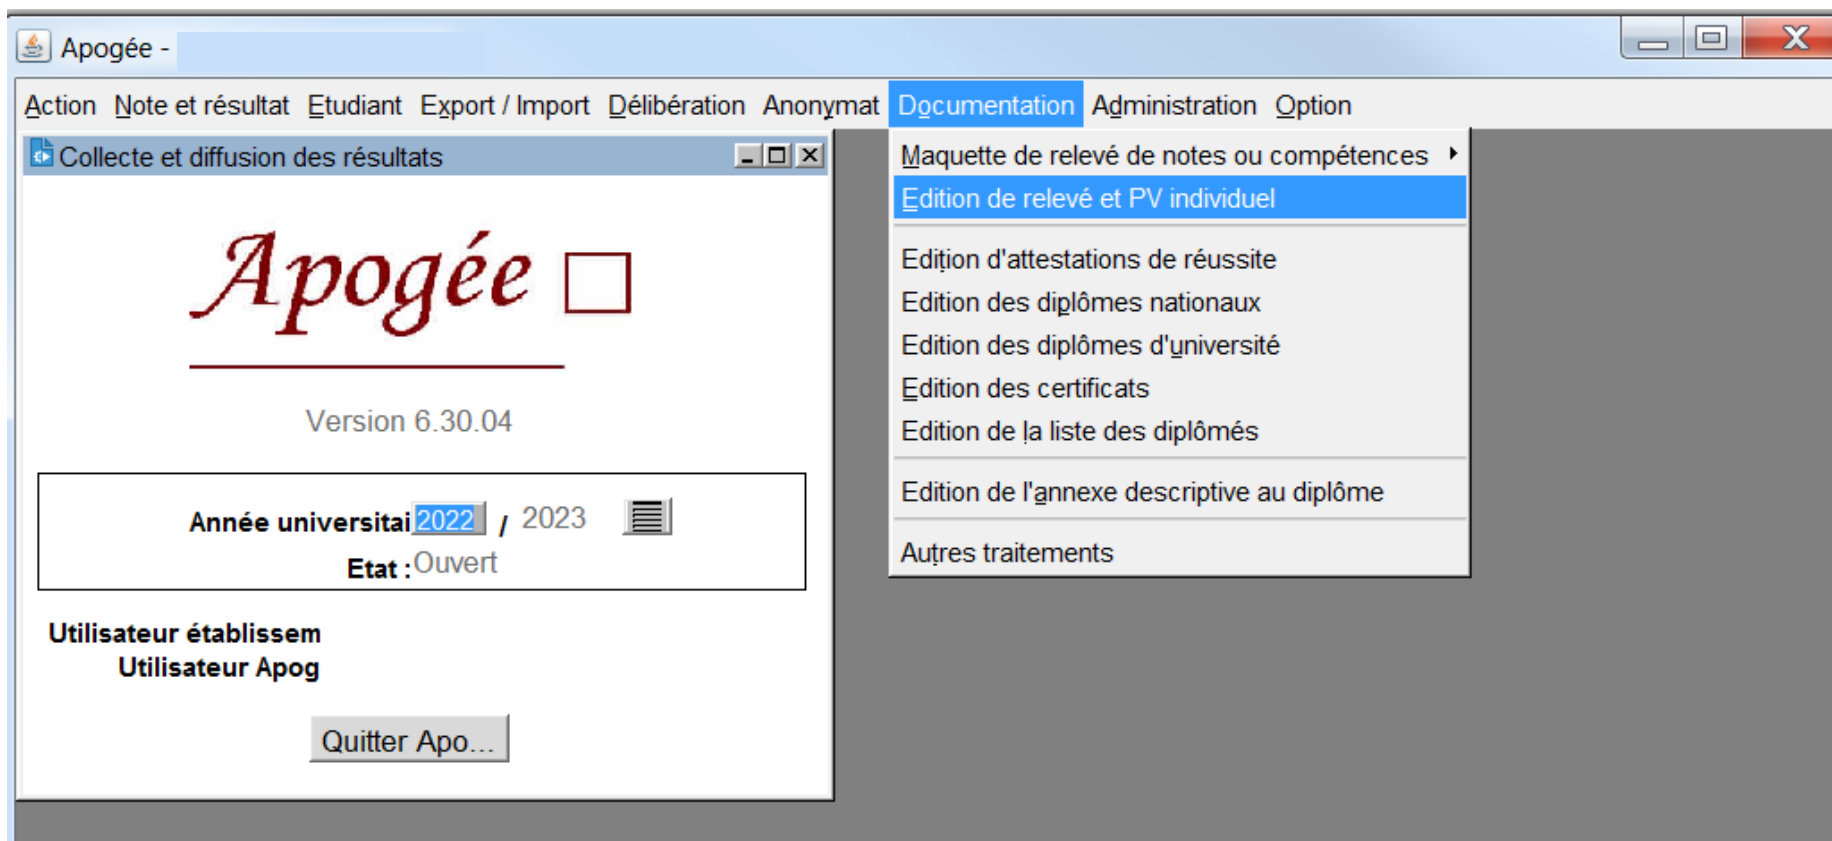 Apogée -
Action Note et résultat Etudiant Export / Import Délibération Anonymat Documentation Administration Option
Collecte et diffusion des résultats
Apogée
Version 6.30.04
Année universitai 2022 / 2023
Etat : Ouvert
Utilisateur établissem
Utilisateur Apog
Quitter Apo...
Maquette de relevé de notes ou compétences
Edition de relevé et PV individuel
Edition d'attestations de réussite
Edition des diplômes nationaux
Edition des diplômes d'université
Edition des certificats
Edition de la liste des diplômés
Edition de l'annexe descriptive au diplôme
Autres traitements